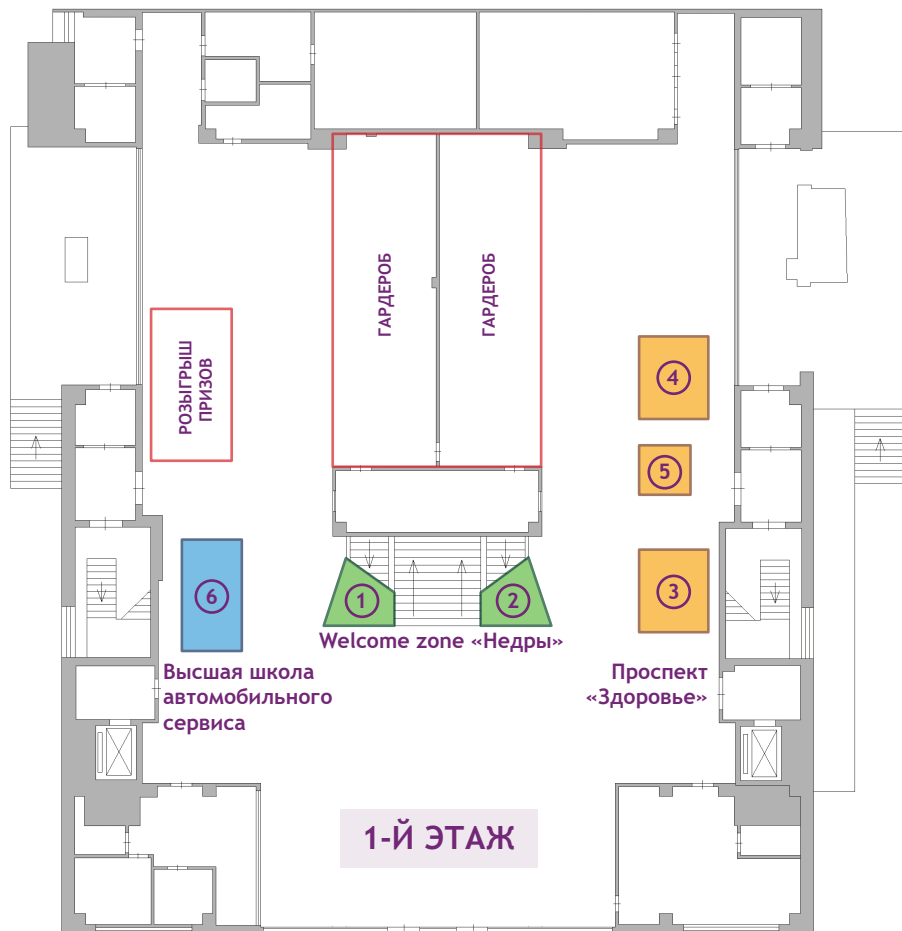 ГАРДЕРОБ
ГАРДЕРОБ
РОЗЫГРЫШ
ПРИЗОВ
4
5
6
1
2
3
Welcome zone «Недры»
Высшая школа
автомобильного
сервиса
Проспект
«Здоровье»
1-Й ЭТАЖ